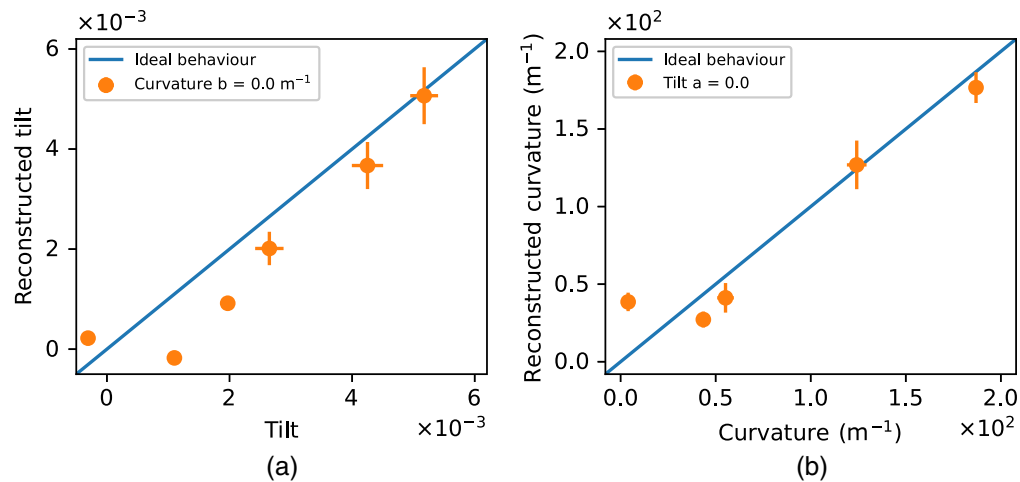 ×10⁻³
Ideal behaviour
Curvature b = 0.0 m⁻¹
Reconstructed tilt
6
4
2
0
0
2
4
6
Tilt
×10⁻³
(a)
×10²
Ideal behaviour
Tilt a = 0.0
Reconstructed curvature (m⁻¹)
2.0
1.5
1.0
0.5
0.0
0.0
0.5
1.0
1.5
2.0
Curvature (m⁻¹)
×10²
(b)